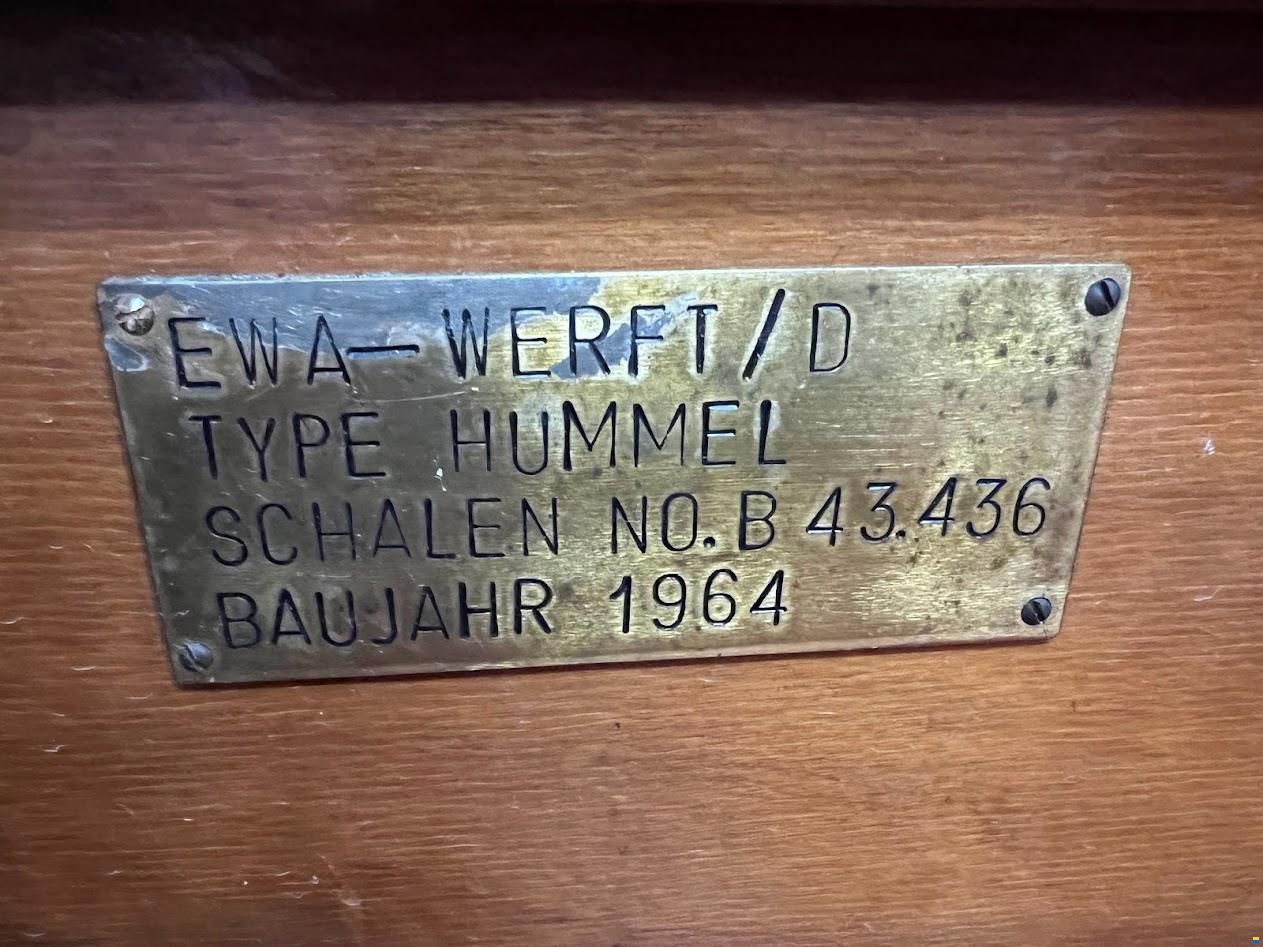 EWA-WERFT/D
TYPE HUMMEL
SCHALEN NO. B 43.436
BAUJAHR 1964